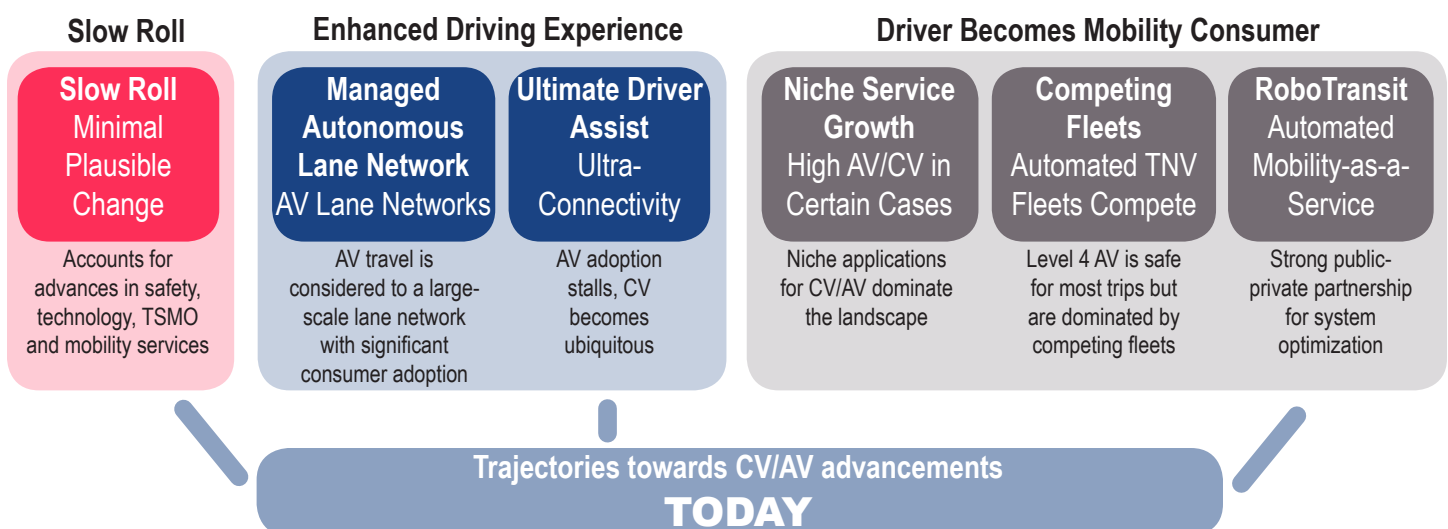 Slow Roll
Slow Roll
Minimal
Plausible
Change
Accounts for
advances in safety,
technology, TSMO
and mobility services
Enhanced Driving Experience
Managed
Autonomous
Lane Network
AV Lane Networks
AV travel is
considered to a large-
scale lane network
with significant
consumer adoption
Ultimate Driver
Assist
Ultra-
Connectivity
AV adoption
stalls, CV
becomes
ubiquitous
Driver Becomes Mobility Consumer
Niche Service
Growth
High AV/CV in
Certain Cases
Niche applications
for CV/AV dominate
the landscape
Competing
Fleets
Automated TNV
Fleets Compete
Level 4 AV is safe
for most trips but
are dominated by
competing fleets
RoboTransit
Automated
Mobility-as-a-
Service
Strong public-
private partnership
for system
optimization
Trajectories towards CV/AV advancements
TODAY